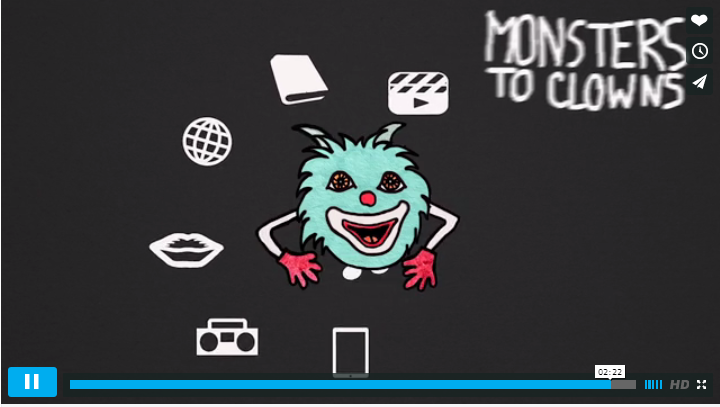 MONSTERS
TO CLOWNS
02:22
HD